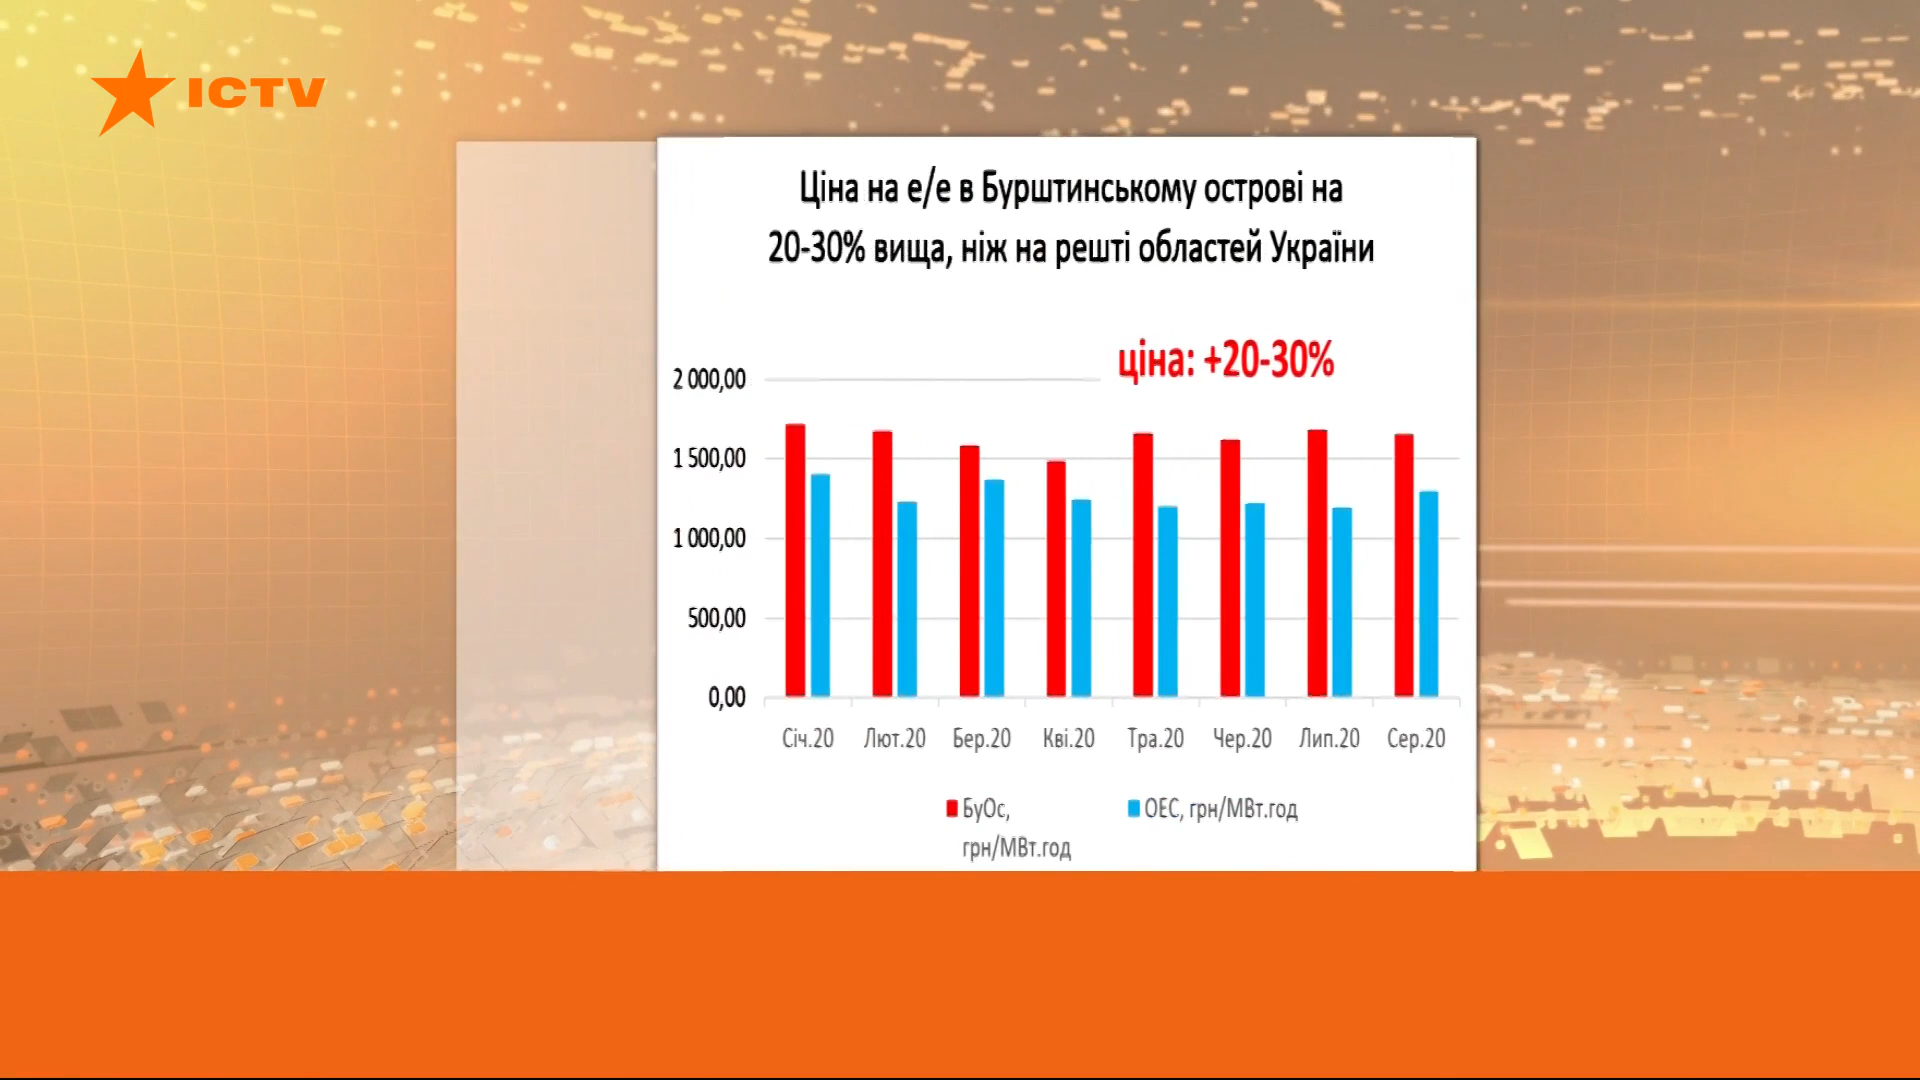 ICTV
Ціна на е/е в Бурштинському острові на
20-30% вища, ніж на решті областей України
ціна: +20-30%
2 000,00
1 500,00
1 000,00
500,00
0,00
Січ.20 Лют.20 Бер.20 Кві.20 Тра.20 Чер.20 Лип.20 Сер.20
БуОс, ОЕС, грн/МВт.год
грн/МВт.год